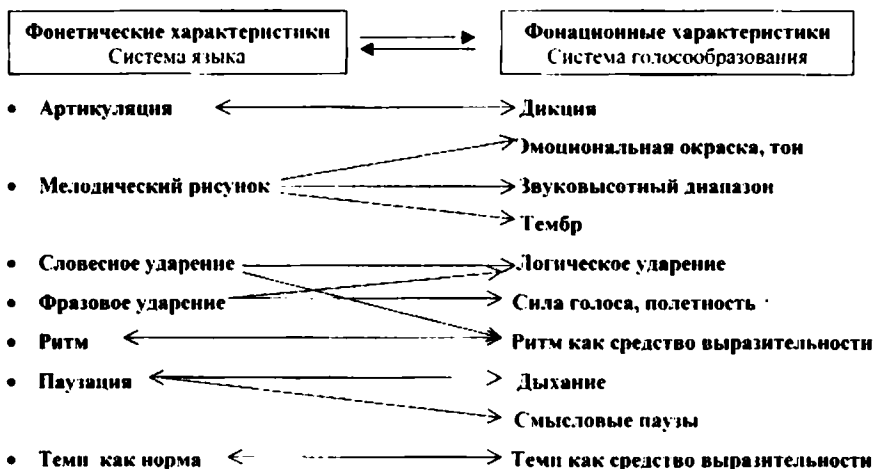 Фонетические характеристики
Система языка
Фонационные характеристики
Система голосообразования
• Артикуляция
Дикция
Эмоциональная окраска, тон
• Мелодический рисунок
Звуковысотный диапазон
Тембр
• Словесное ударение
Логическое ударение
• Фразовое ударение
Сила голоса, полетность
• Ритм
Ритм как средство выразительности
• Паузация
Дыхание
Смысловые паузы
• Темп как норма
Темп как средство выразительности